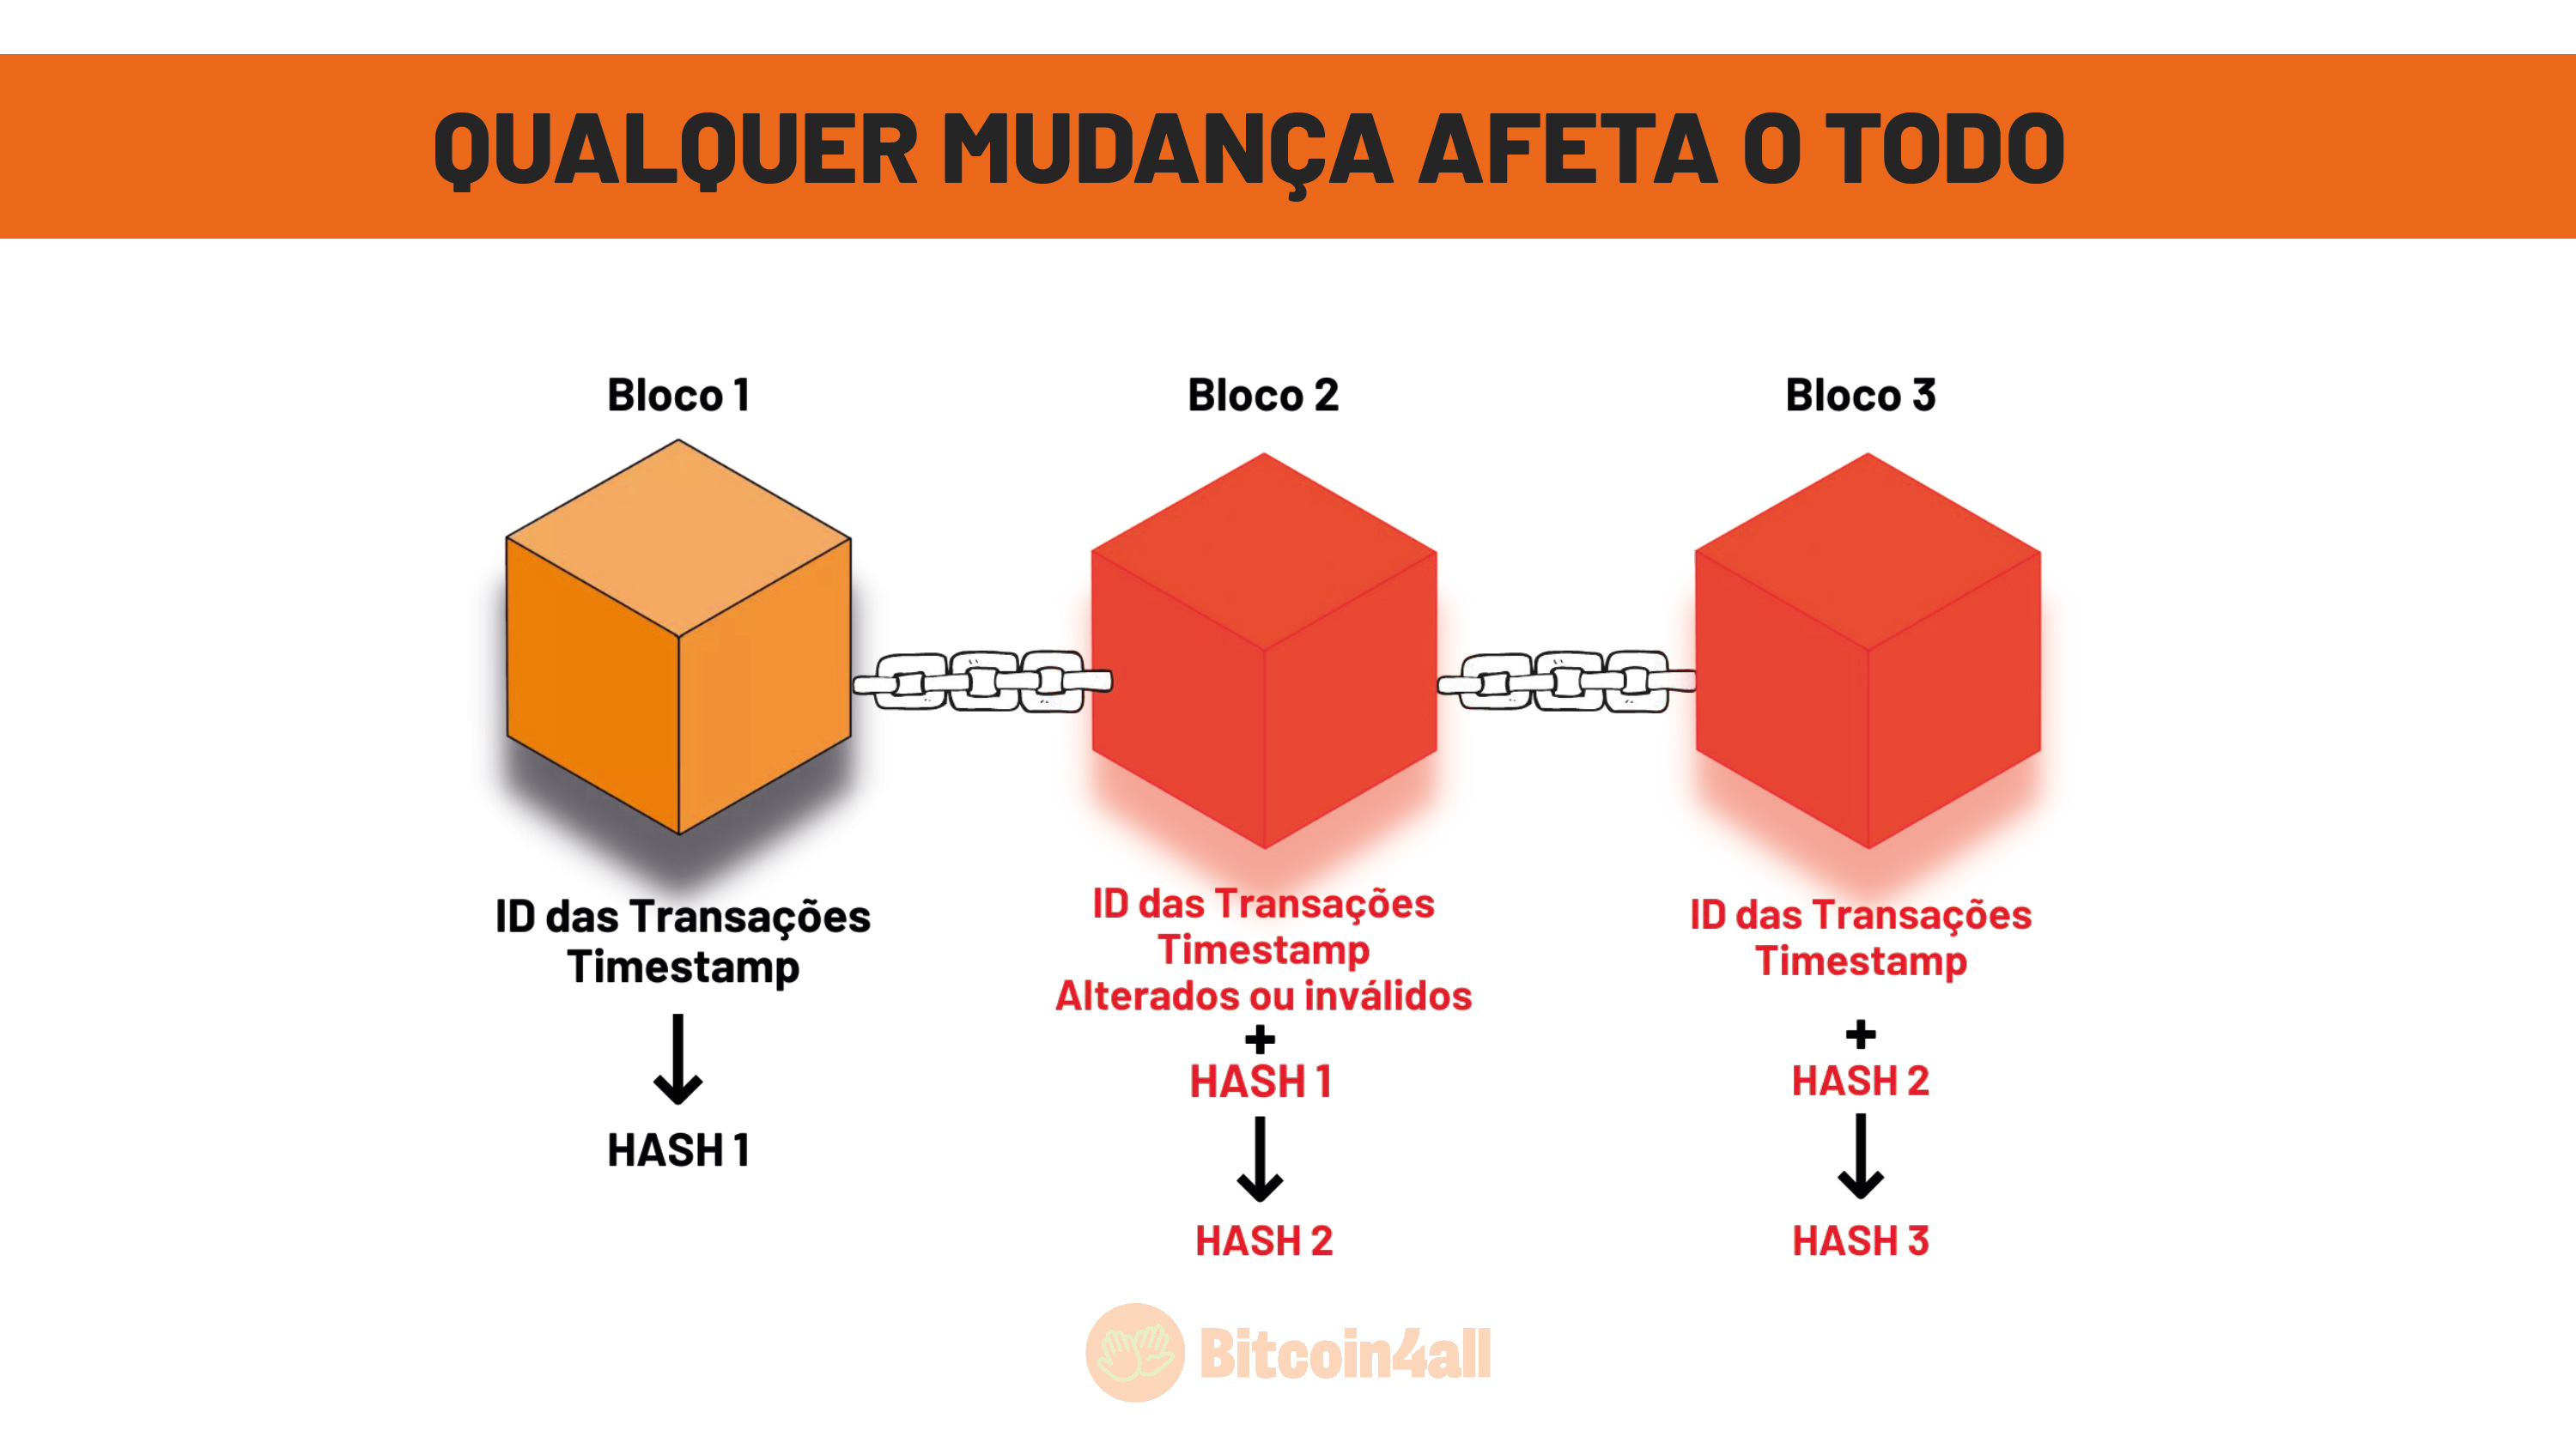 QUALQUER MUDANÇA AFETA O TODO
Bloco 1
Bloco 2
Bloco 3
ID das Transações
Timestamp
HASH 1
ID das Transações
Timestamp
Alterados ou inválidos
+
HASH 1
HASH 2
ID das Transações
Timestamp
+
HASH 2
HASH 3
Bitcoin4all